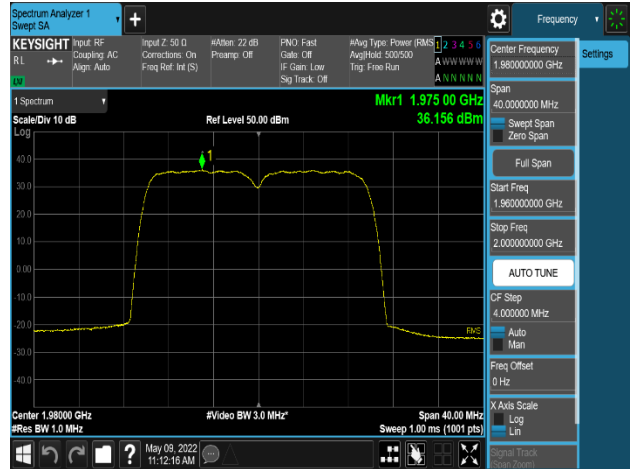 Spectrum Analyzer 1
Swept SA
+
Frequency
KEYSIGHT
Input: RF
Input Z: 50 Ω
#Atten: 22 dB
PNO: Fast
#Avg Type: Power (RMS)
1 2 3 4 5 6
R L
Coupling: AC
Corrections: On
Preamp: Off
Gate: Off
Avg|Hold: 500/500
A W W W W W
Align: Auto
Freq Ref: Int (S)
IF Gain: Low
Trig: Free Run
Sig Track: Off
A N N N N N
1 Spectrum
Mkr1 1.975 00 GHz
Scale/Div 10 dB
Ref Level 50.00 dBm
36.156 dBm
Log
40.0
30.0
20.0
10.0
0.00
-10.0
-20.0
-30.0
-40.0
1
RMS
Center 1.98000 GHz
#Video BW 3.0 MHz*
Span 40.00 MHz
#Res BW 1.0 MHz
Sweep 1.00 ms (1001 pts)
Center Frequency
1.980000000 GHz
Settings
Span
40.0000000 MHz
Swept Span
Zero Span
Full Span
Start Freq
1.960000000 GHz
Stop Freq
2.000000000 GHz
AUTO TUNE
CF Step
4.000000 MHz
Auto
Man
Freq Offset
0 Hz
X Axis Scale
Log
Lin
Signal Track
(Span Zoom)
?
May 09, 2022
11:12:16 AM